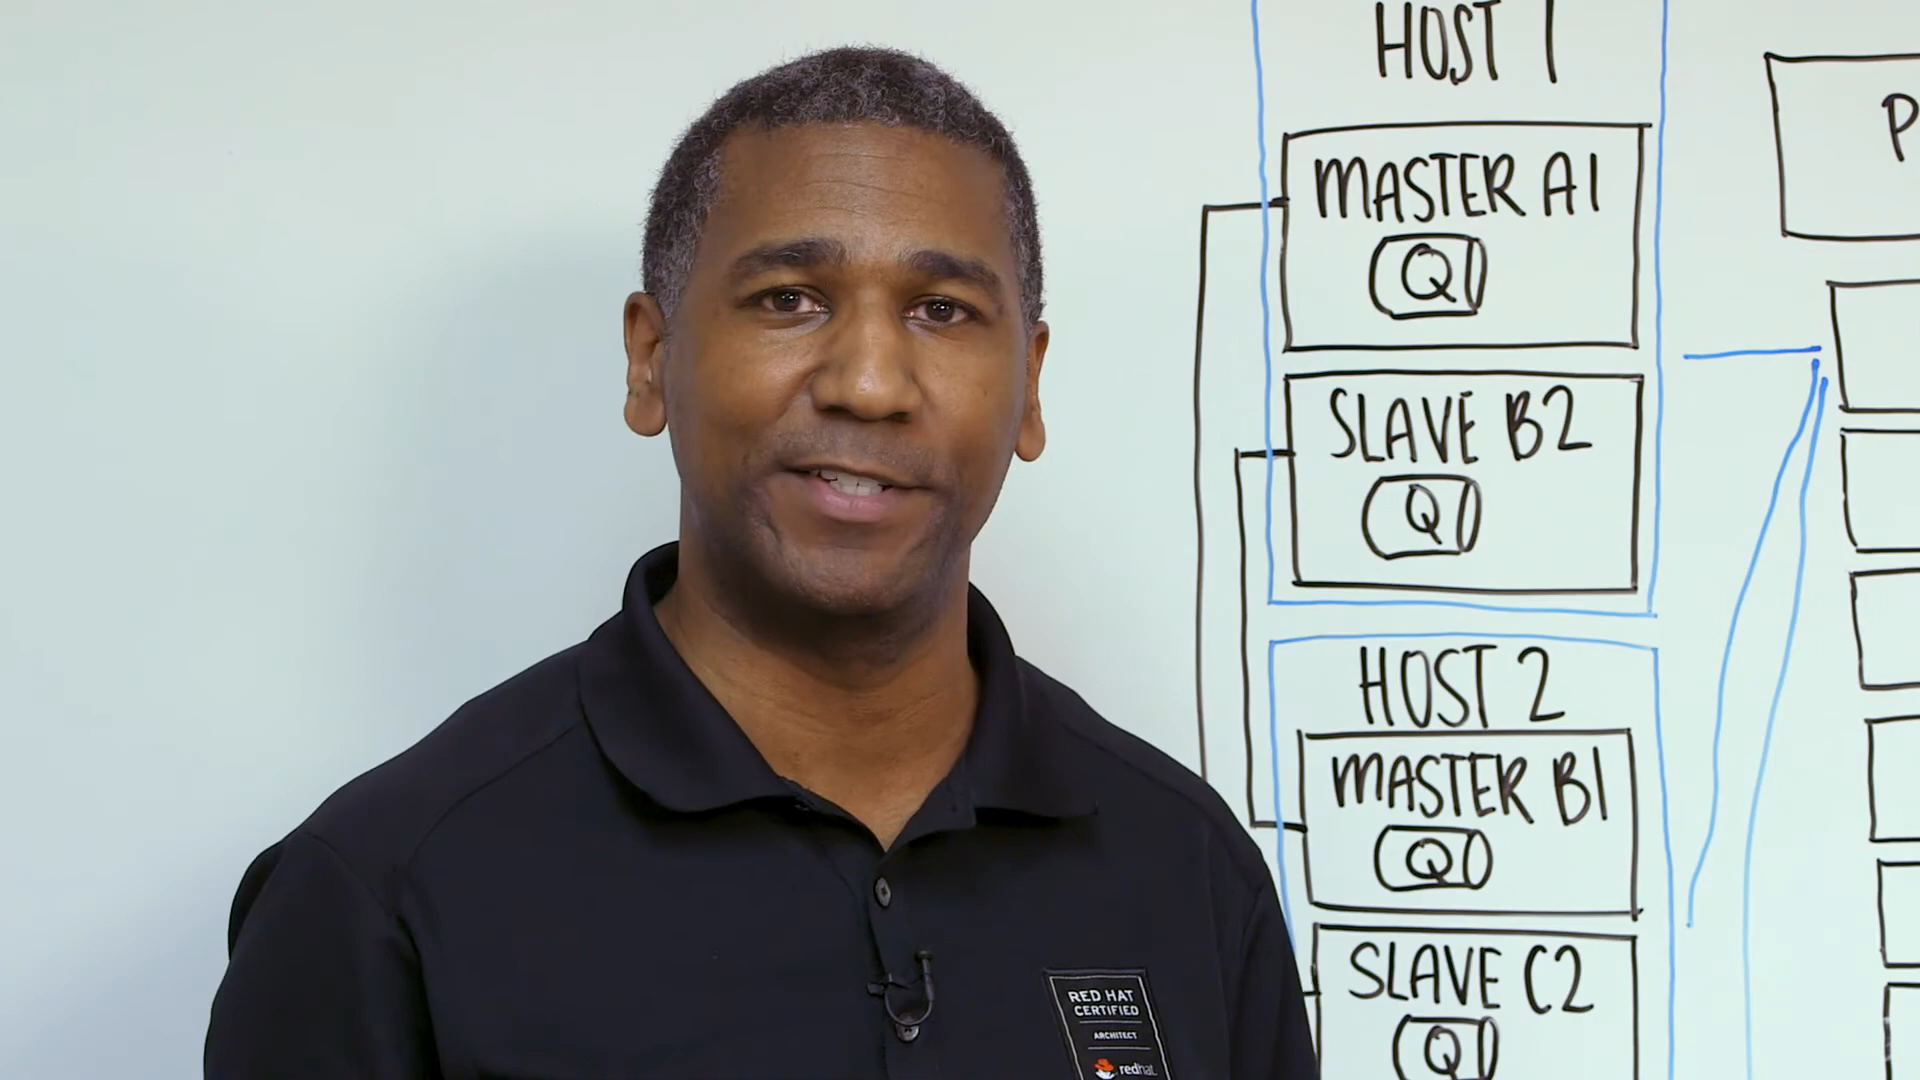 HOST 1
MASTER A1
Q
SLAVE B2
Q
HOST 2
MASTER B1
Q
SLAVE C2
Q
P
RED HAT
CERTIFIED
ARCHITECT
redhat.